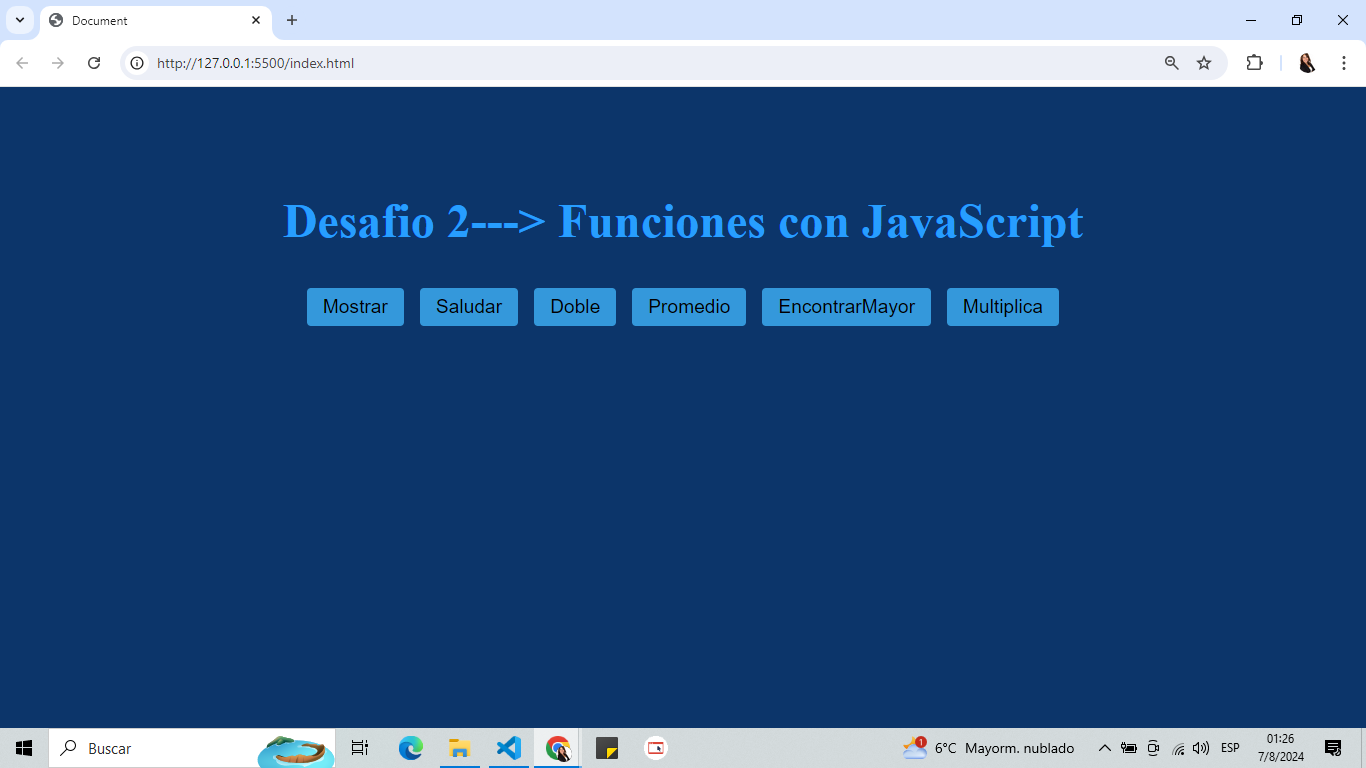 Document
http://127.0.0.1:5500/index.html
Desafio 2---> Funciones con JavaScript
Mostrar Saludar Doble Promedio EncontrarMayor Multiplica
Buscar
1
6°C Mayorm. nublado
ESP
01:26
7/8/2024